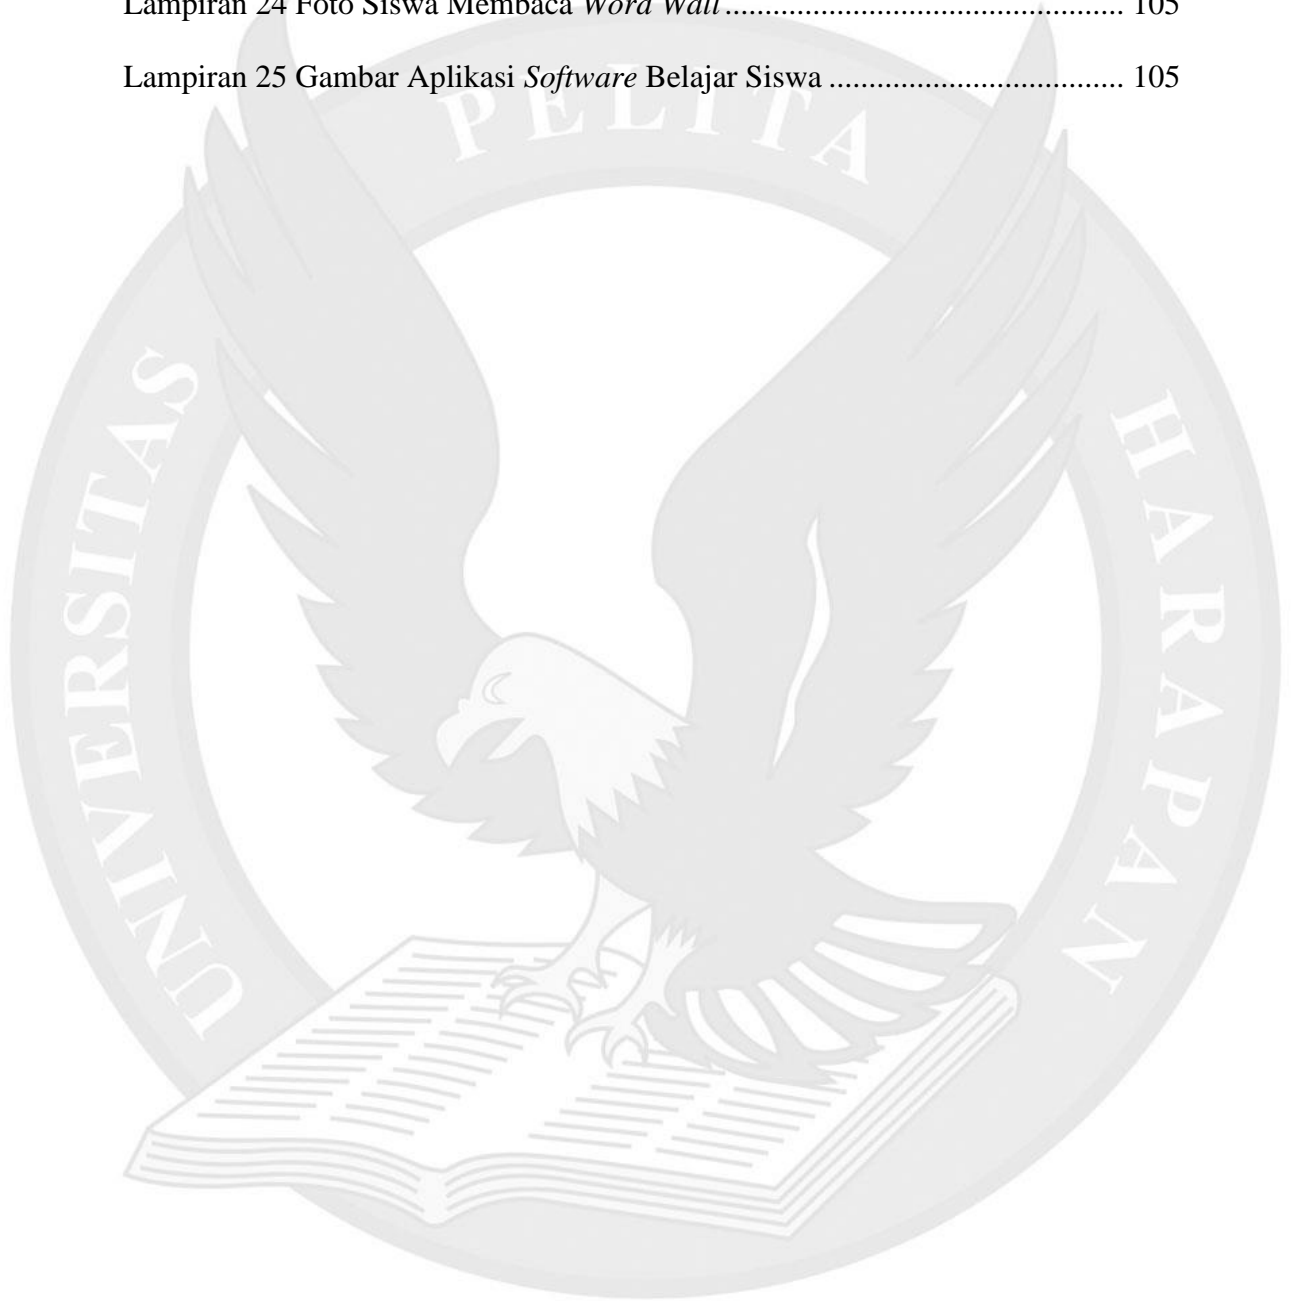 Lampiran 24 Foto Siswa Membaca Word Wall .................................................. 105
Lampiran 25 Gambar Aplikasi Software Belajar Siswa ..................................... 105
PELITA
UNIVERSITAS
HARAPAN